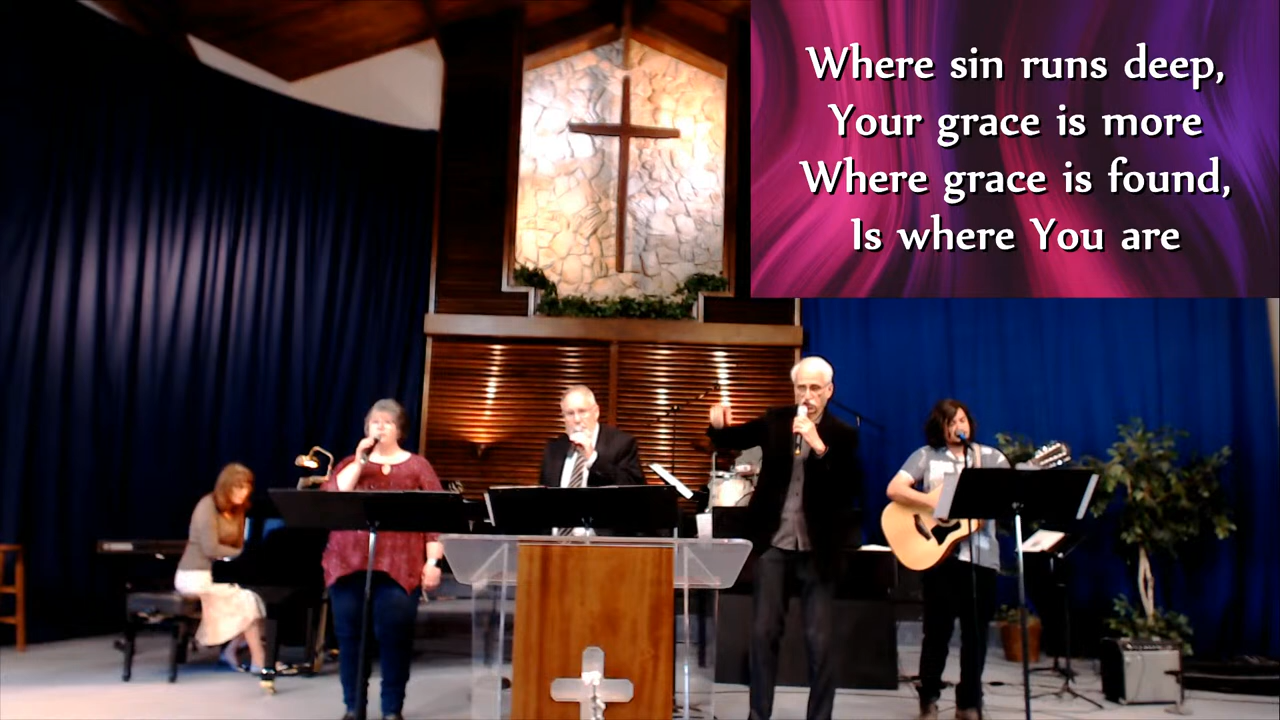 Where sin runs deep,
Your grace is more
Where grace is found,
Is where You are